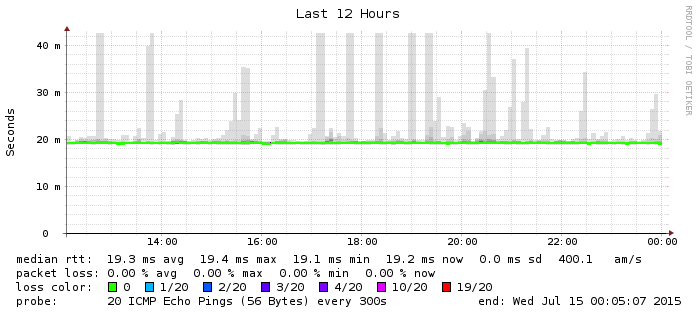 Last 12 Hours
RRDTOOL / TOBI OETIKER
Seconds
40 m
30 m
20 m
10 m
0
14:00 16:00 18:00 20:00 22:00 00:00
median rtt: 19.3 ms avg 19.4 ms max 19.1 ms min 19.2 ms now 0.0 ms sd 400.1 am/s
packet loss: 0.00 % avg 0.00 % max 0.00 % min 0.00 % now
loss color: 0 1/20 2/20 3/20 4/20 10/20 19/20
probe: 20 ICMP Echo Pings (56 Bytes) every 300s end: Wed Jul 15 00:05:07 2015